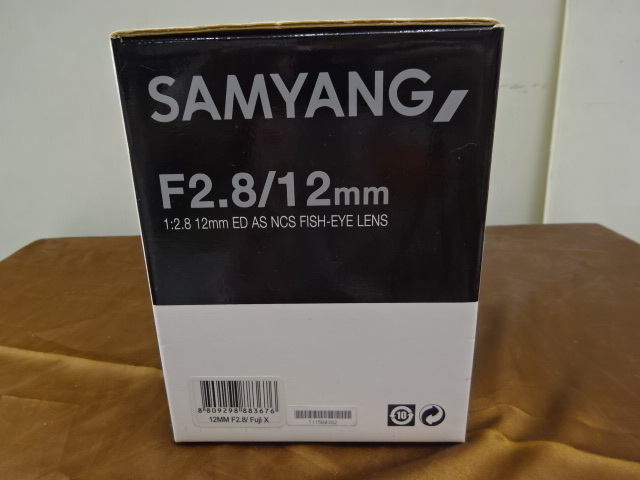 SAMYANG
F2.8/12mm
1:2.8 12mm ED AS NCS FISH-EYE LENS
8 809298 883676
12MM F2.8/ Fuji X
10